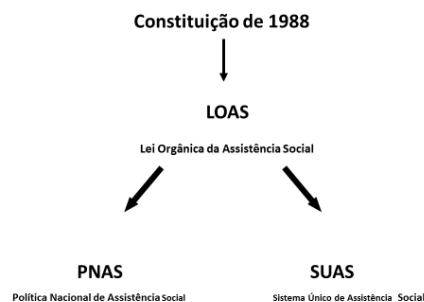 Constituição de 1988
LOAS
Lei Orgânica da Assistência Social
PNAS
SUAS
Política Nacional de Assistência Social
Sistema Único de Assistência Social